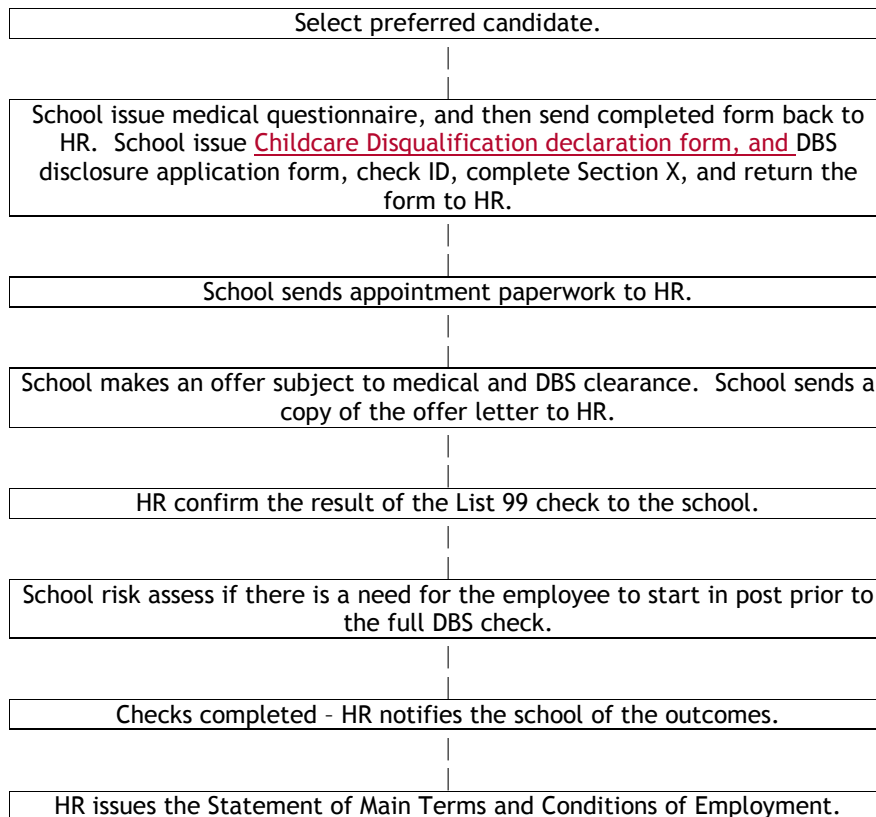 Select preferred candidate.
School issue medical questionnaire, and then send completed form back to
HR.  School issue Childcare Disqualification declaration form, and DBS
disclosure application form, check ID, complete Section X, and return the
form to HR.
School sends appointment paperwork to HR.
School makes an offer subject to medical and DBS clearance.  School sends a
copy of the offer letter to HR.
HR confirm the result of the List 99 check to the school.
School risk assess if there is a need for the employee to start in post prior to
the full DBS check.
Checks completed – HR notifies the school of the outcomes.
HR issues the Statement of Main Terms and Conditions of Employment.